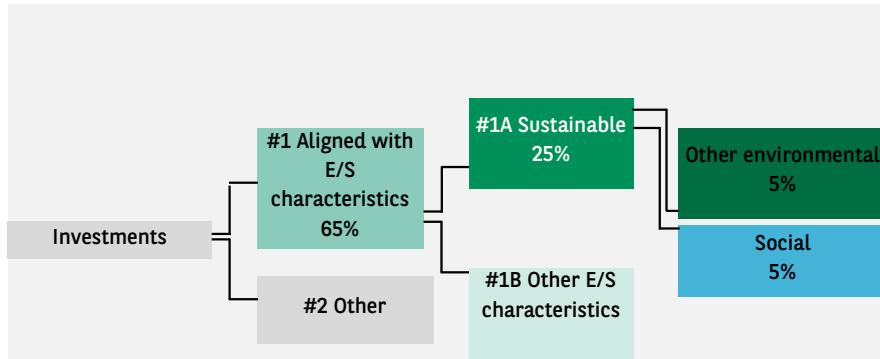 Investments
#1 Aligned with
E/S
characteristics
65%
#2 Other
#1A Sustainable
25%
#1B Other E/S
characteristics
Other environmental
5%
Social
5%